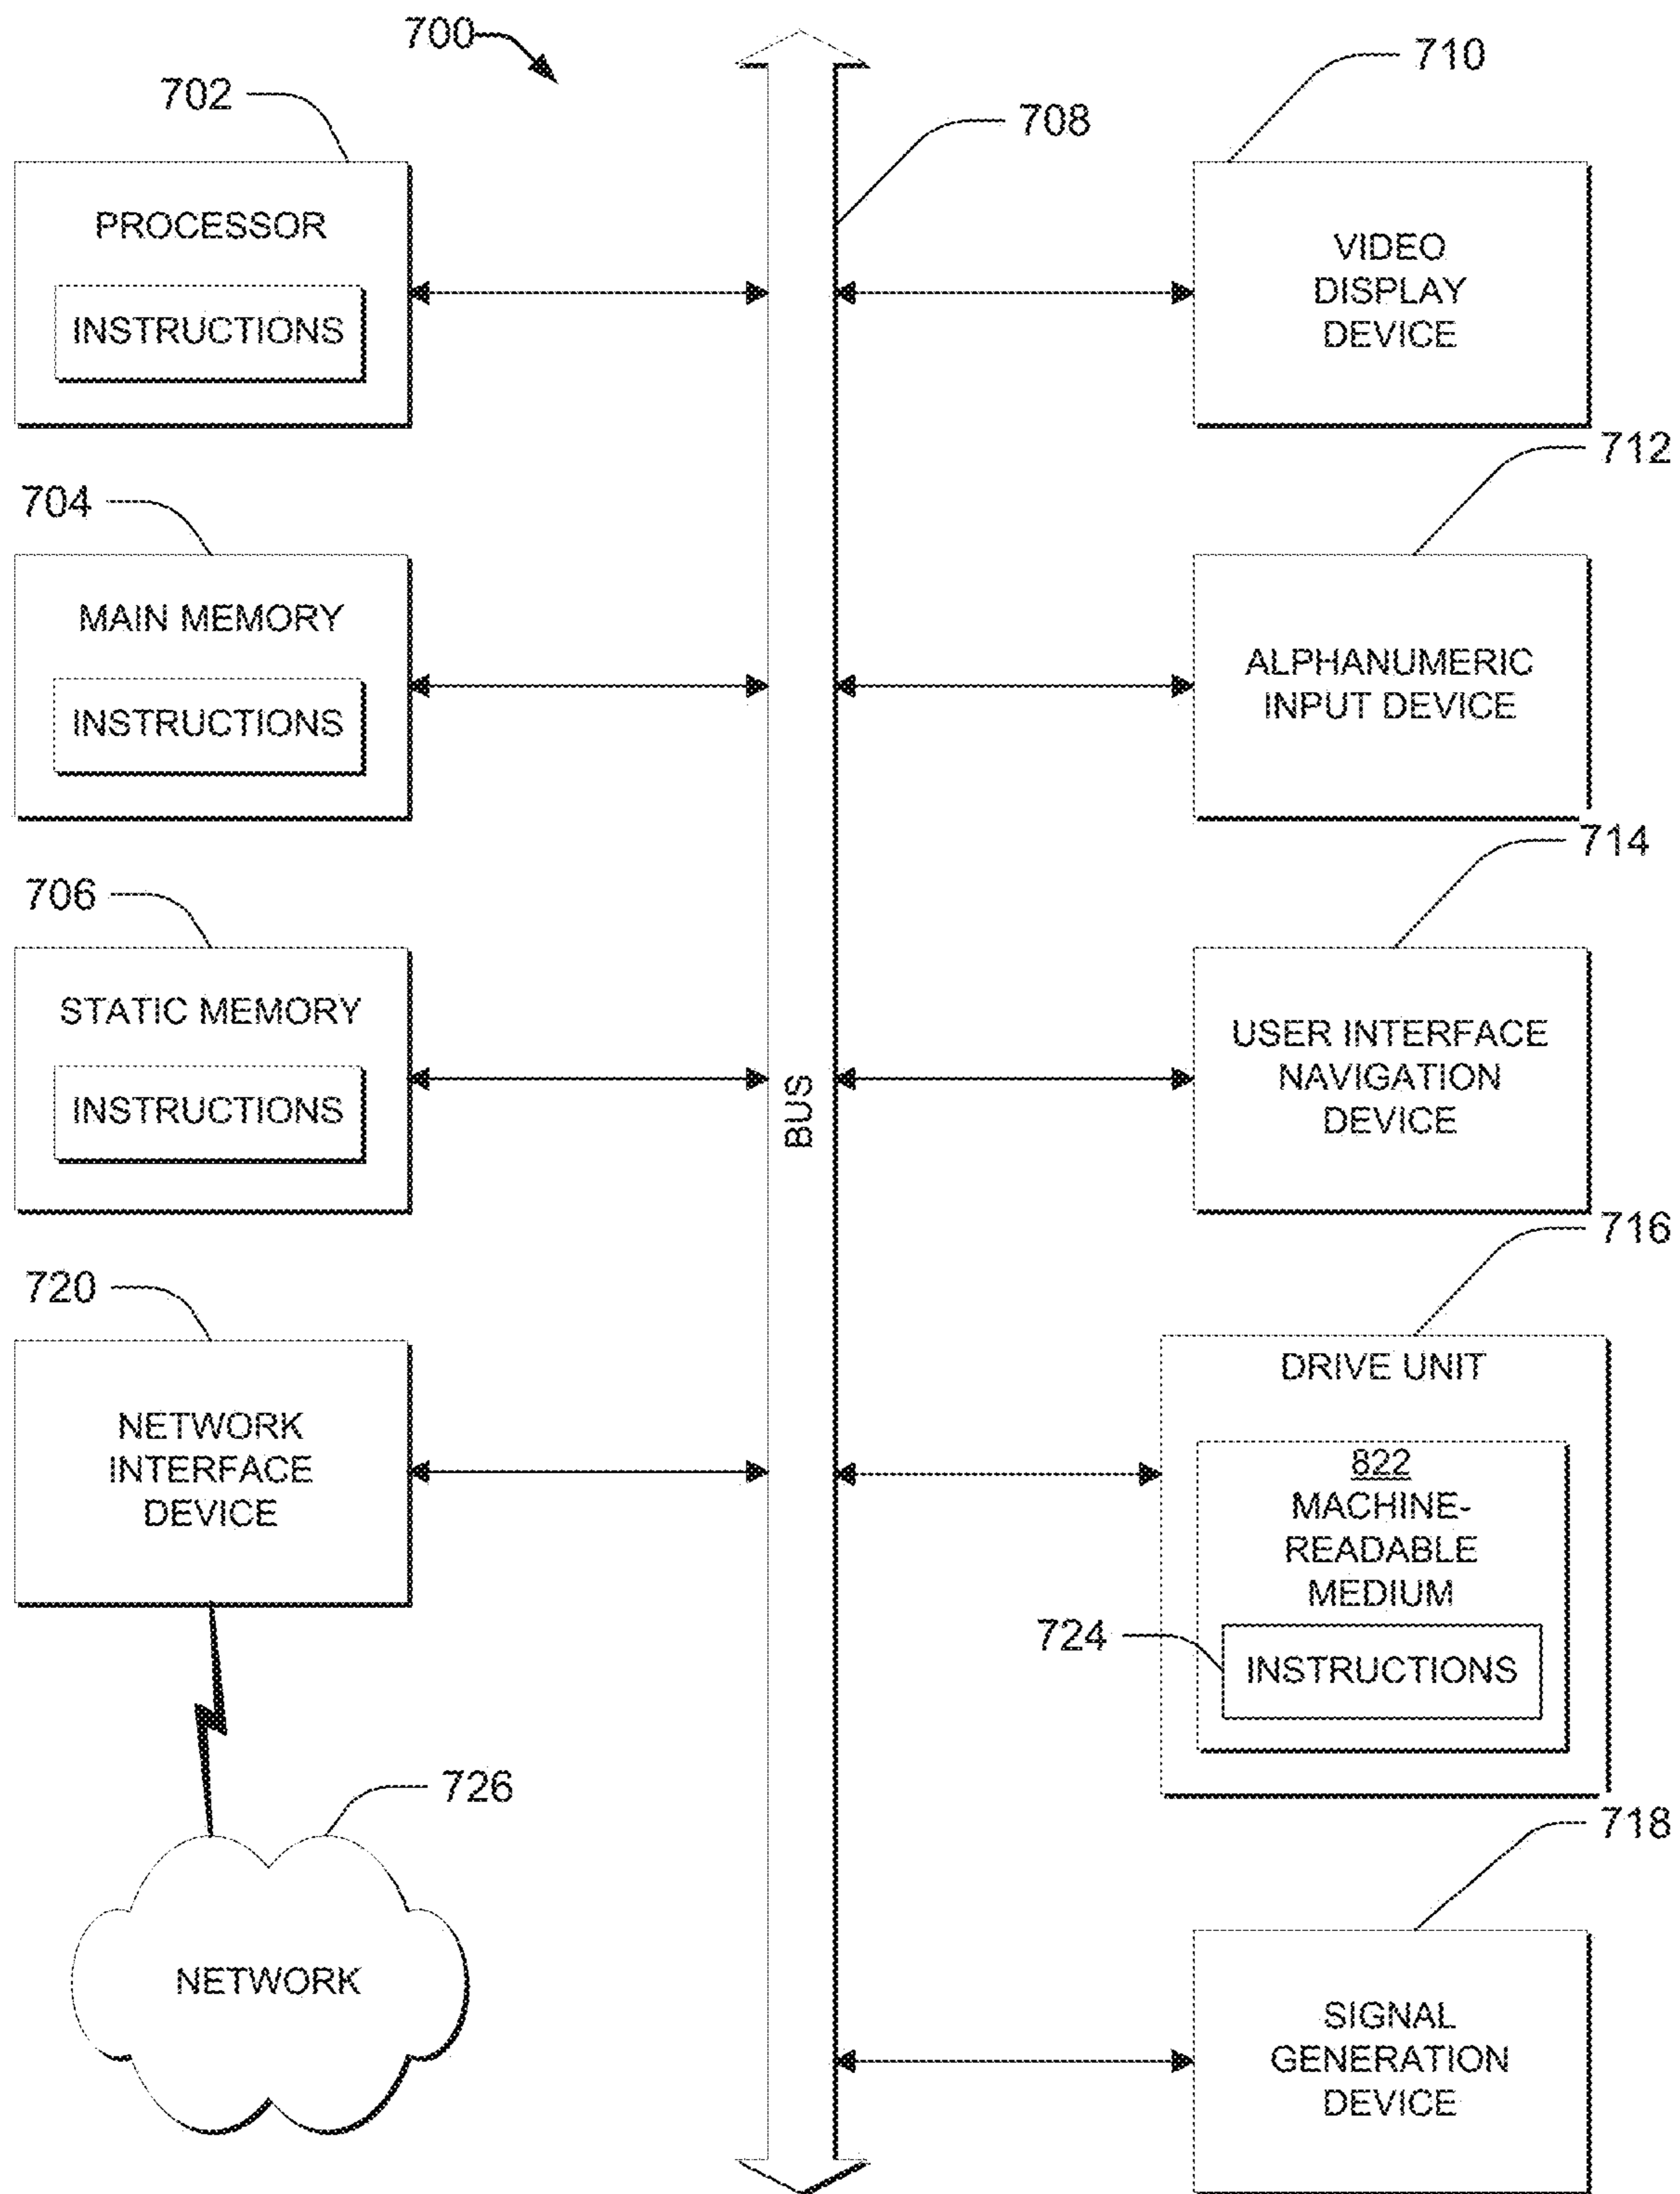 700
702
PROCESSOR
INSTRUCTIONS
704
MAIN MEMORY
INSTRUCTIONS
706
STATIC MEMORY
INSTRUCTIONS
720
NETWORK
INTERFACE
DEVICE
726
NETWORK
708
BUS
710
VIDEO
DISPLAY
DEVICE
712
ALPHANUMERIC
INPUT DEVICE
714
USER INTERFACE
NAVIGATION
DEVICE
716
DRIVE UNIT
822
MACHINE-
READABLE
MEDIUM
724
INSTRUCTIONS
718
SIGNAL
GENERATION
DEVICE